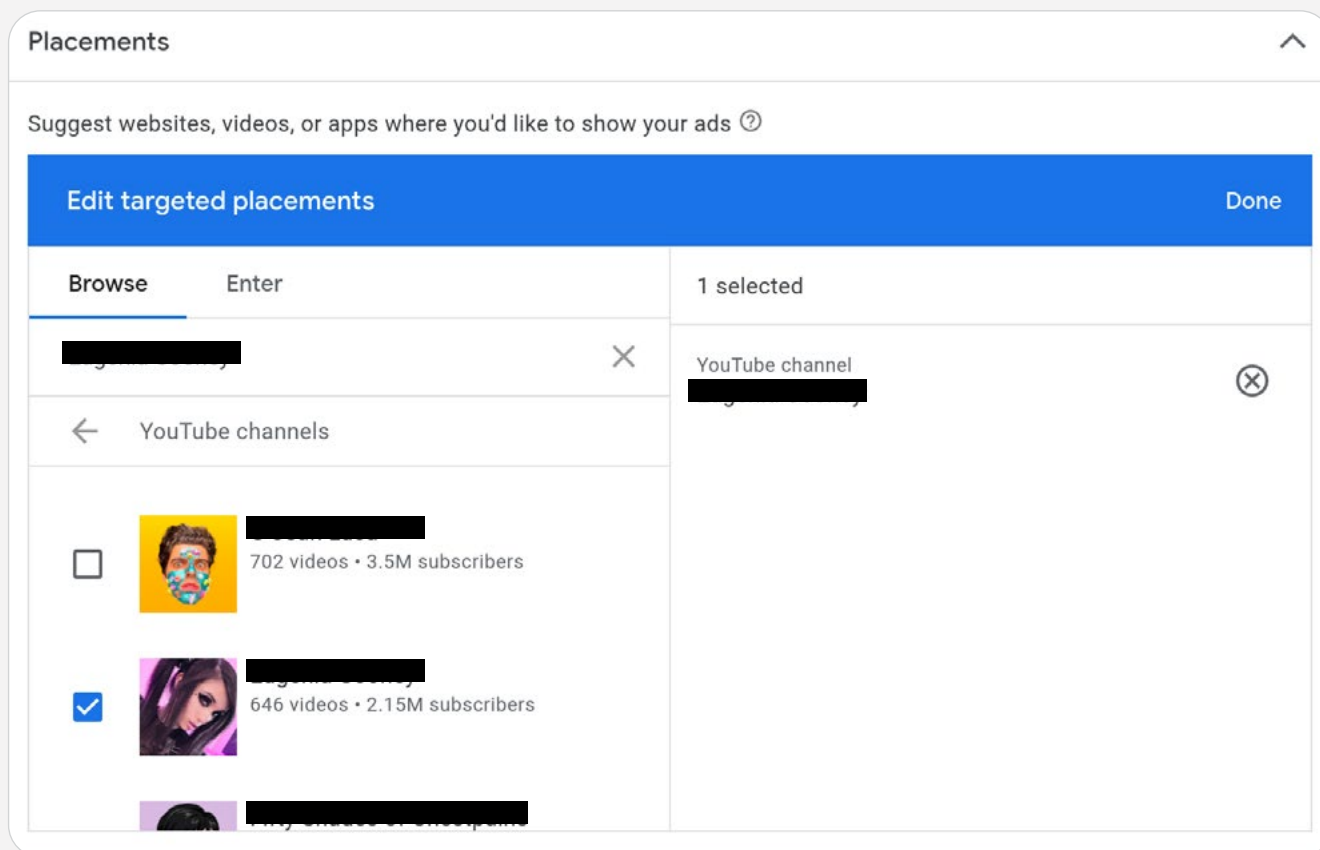 Placements
Suggest websites, videos, or apps where you'd like to show your ads
Edit targeted placements
Done
Browse
Enter
YouTube channels
702 videos • 3.5M subscribers
646 videos • 2.15M subscribers
1 selected
YouTube channel